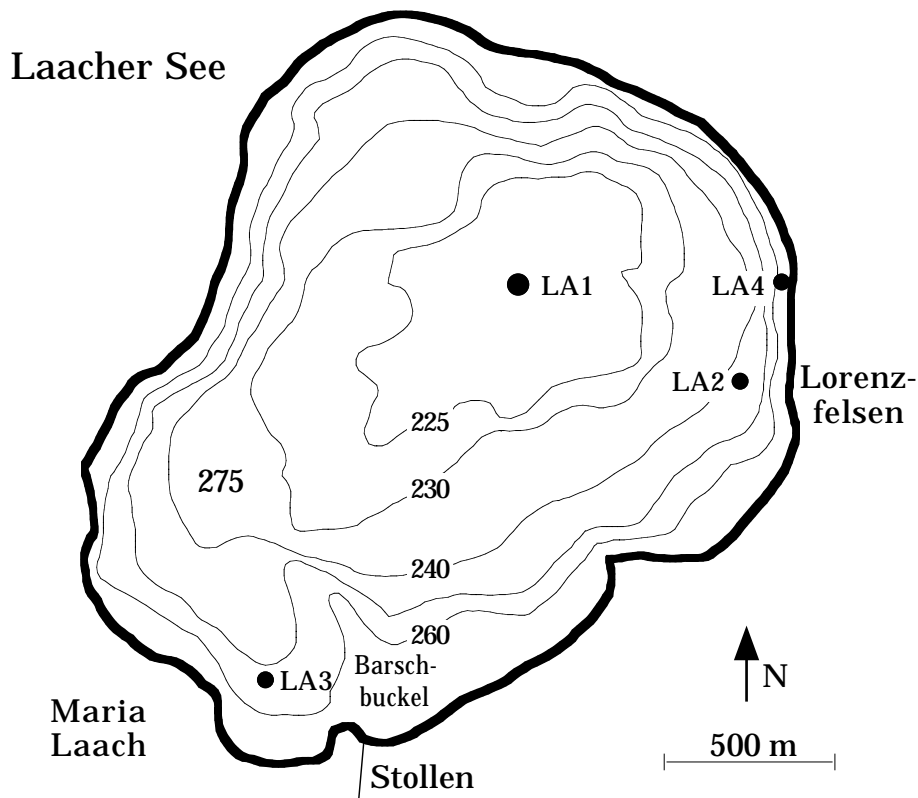 Laacher See
LA1
LA4
LA2
Lorenz-
felsen
225
275
230
240
260
LA3
Barsch-
buckel
N
Maria
Laach
500 m
Stollen